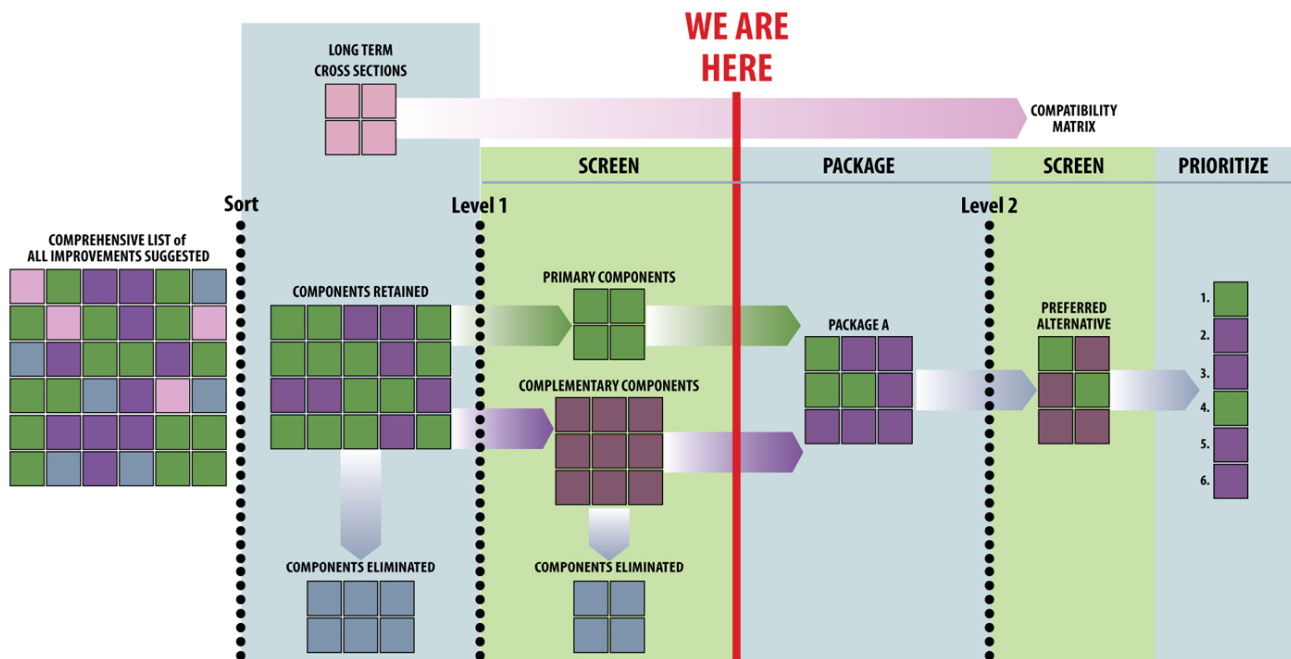 WE ARE
HERE
LONG TERM
CROSS SECTIONS
COMPATIBILITY
MATRIX
SCREEN
PACKAGE
SCREEN
PRIORITIZE
Sort
Level 1
Level 2
COMPREHENSIVE LIST of
ALL IMPROVEMENTS SUGGESTED
COMPONENTS RETAINED
PRIMARY COMPONENTS
COMPLEMENTARY COMPONENTS
PACKAGE A
PREFERRED
ALTERNATIVE
1.
2.
3.
4.
5.
6.
COMPONENTS ELIMINATED
COMPONENTS ELIMINATED